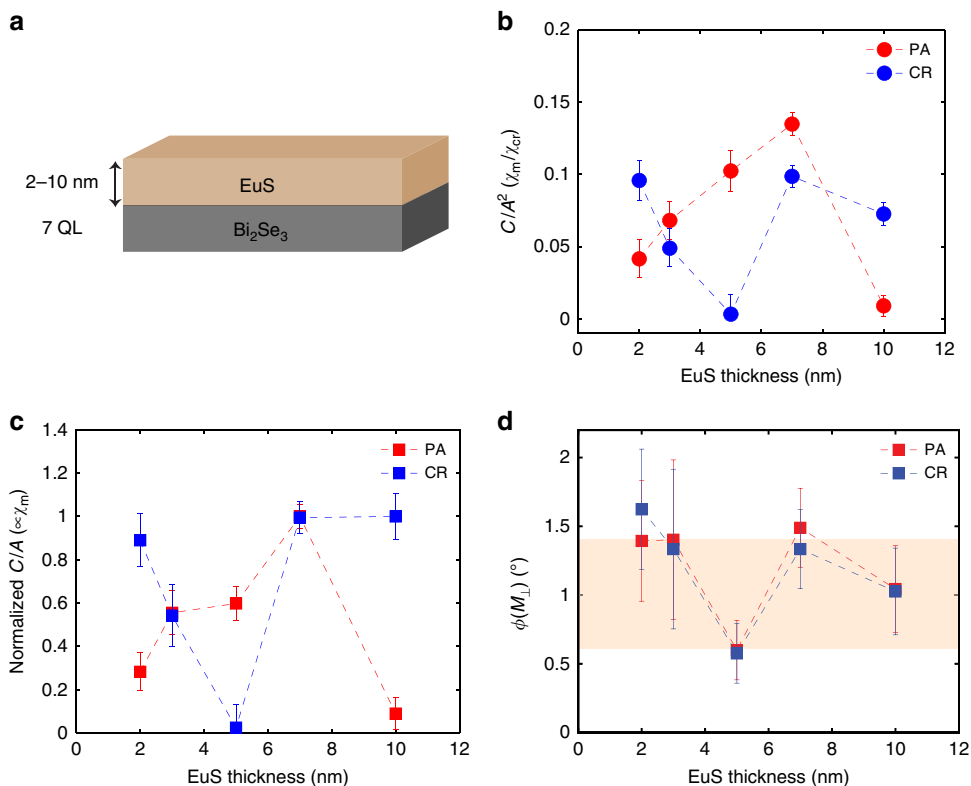 a
2–10 nm
EuS
7 QL
Bi₂Se₃
b
0.2
0.15
0.1
0.05
0
C/A² (χm/χcr)
PA
CR
0 2 4 6 8 10 12
EuS thickness (nm)
c
1.4
1.2
1
0.8
0.6
0.4
0.2
0
Normalized C/A (∝χm)
PA
CR
0 2 4 6 8 10 12
EuS thickness (nm)
d
2
1.5
1
0.5
0
ϕ(M⊥) (°)
PA
CR
0 2 4 6 8 10 12
EuS thickness (nm)